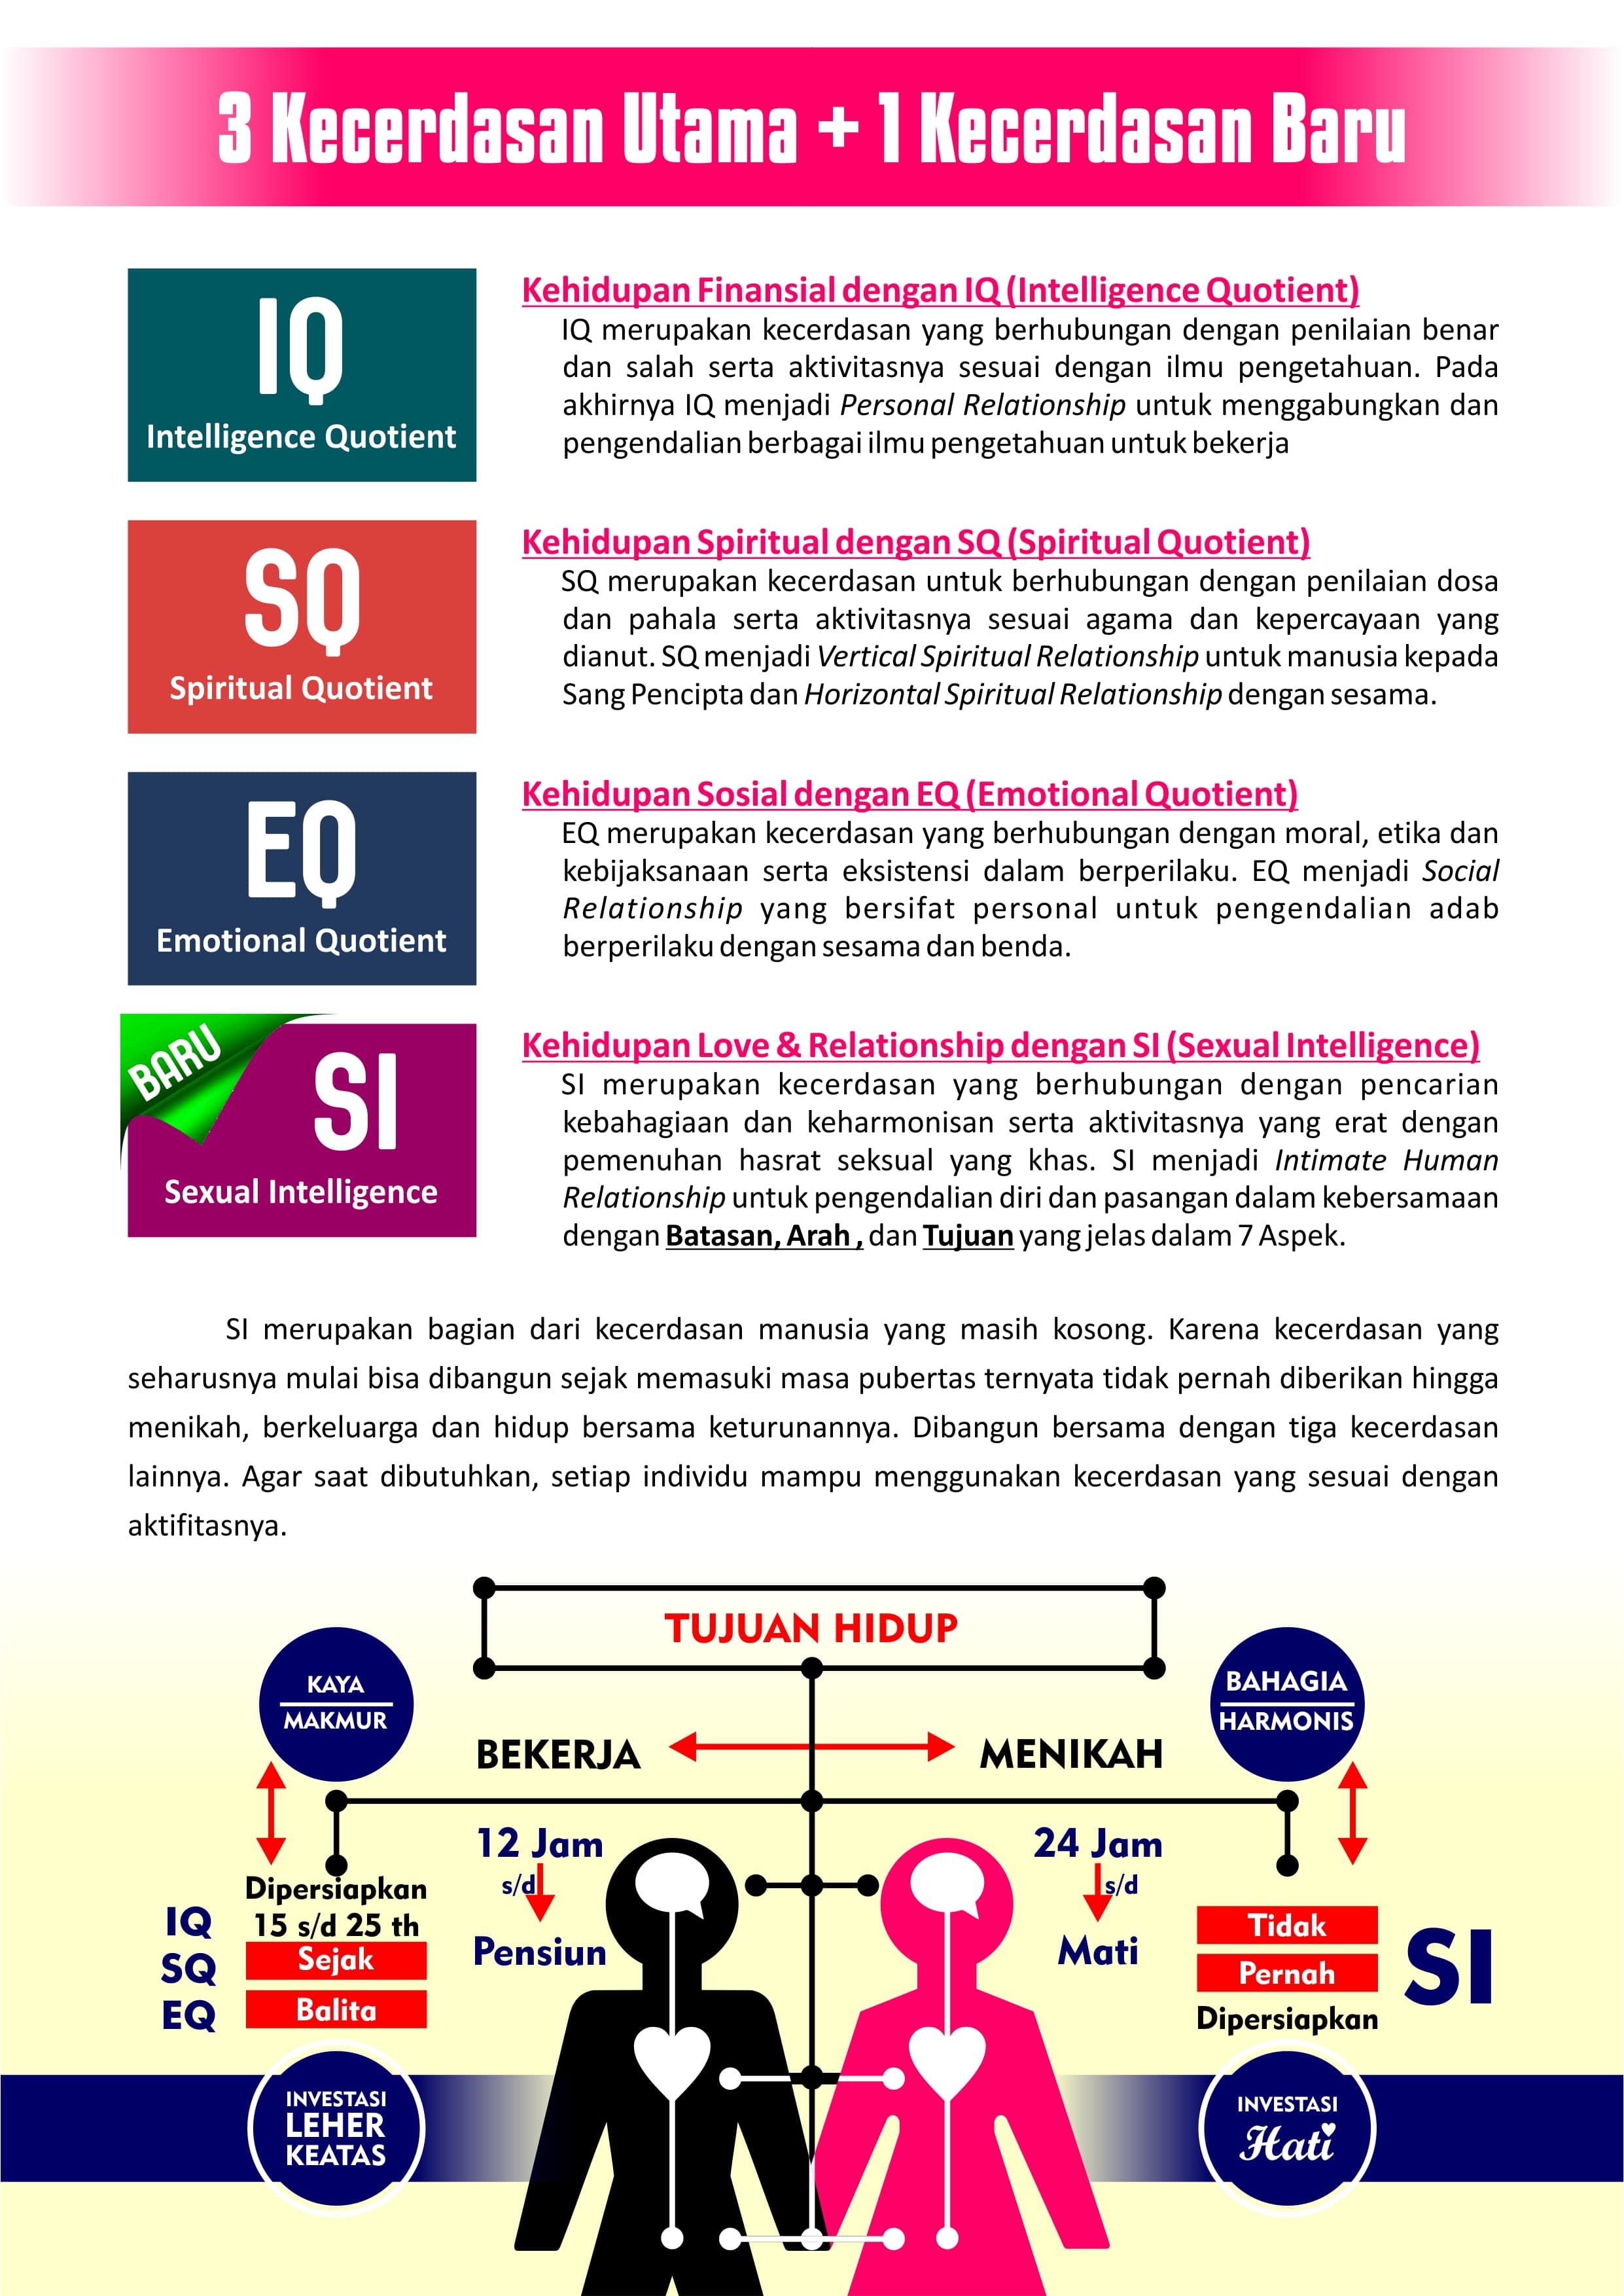 3 Kecerdasan Utama + 1 Kecerdasan Baru
IQ
Intelligence Quotient
Kehidupan Finansial dengan IQ (Intelligence Quotient)
IQ merupakan kecerdasan yang berhubungan dengan penilaian benar
dan salah serta aktivitasnya sesuai dengan ilmu pengetahuan. Pada
akhirnya IQ menjadi Personal Relationship untuk menggabungkan dan
pengendalian berbagai ilmu pengetahuan untuk bekerja
SQ
Spiritual Quotient
Kehidupan Spiritual dengan SQ (Spiritual Quotient)
SQ merupakan kecerdasan untuk berhubungan dengan penilaian dosa
dan pahala serta aktivitasnya sesuai agama dan kepercayaan yang
dianut. SQ menjadi Vertical Spiritual Relationship untuk manusia kepada
Sang Pencipta dan Horizontal Spiritual Relationship dengan sesama.
EQ
Emotional Quotient
Kehidupan Sosial dengan EQ (Emotional Quotient)
EQ merupakan kecerdasan yang berhubungan dengan moral, etika dan
kebijaksanaan serta eksistensi dalam berperilaku. EQ menjadi Social
Relationship yang bersifat personal untuk pengendalian adab
berperilaku dengan sesama dan benda.
BARU
SI
Sexual Intelligence
Kehidupan Love & Relationship dengan SI (Sexual Intelligence)
SI merupakan kecerdasan yang berhubungan dengan pencarian
kebahagiaan dan keharmonisan serta aktivitasnya yang erat dengan
pemenuhan hasrat seksual yang khas. SI menjadi Intimate Human
Relationship untuk pengendalian diri dan pasangan dalam kebersamaan
dengan Batasan, Arah , dan Tujuan yang jelas dalam 7 Aspek.
SI merupakan bagian dari kecerdasan manusia yang masih kosong. Karena kecerdasan yang
seharusnya mulai bisa dibangun sejak memasuki masa pubertas ternyata tidak pernah diberikan hingga
menikah, berkeluarga dan hidup bersama keturunannya. Dibangun bersama dengan tiga kecerdasan
lainnya. Agar saat dibutuhkan, setiap individu mampu menggunakan kecerdasan yang sesuai dengan
aktifitasnya.
TUJUAN HIDUP
KAYA
MAKMUR
BAHAGIA
HARMONIS
BEKERJA
MENIKAH
12 Jam
s/d
Pensiun
24 Jam
s/d
Mati
Dipersiapkan
15 s/d 25 th
Sejak
Balita
IQ
SQ
EQ
Tidak
Pernah
Dipersiapkan
SI
INVESTASI
LEHER
KEATAS
INVESTASI
Hati